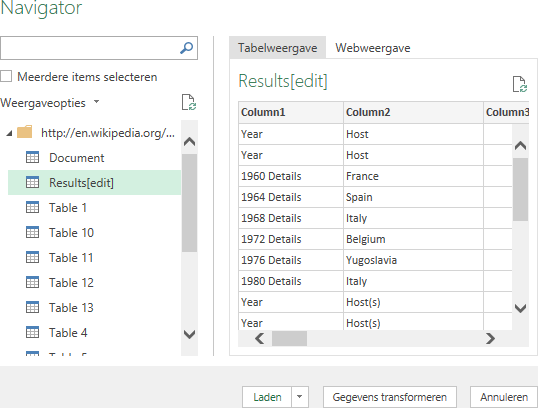 Navigator
Meerdere items selecteren
Weergaveopties
http://en.wikipedia.org/...
Document
Results[edit]
Table 1
Table 10
Table 11
Table 12
Table 13
Table 4
Tabelweergave Webweergave
Results[edit]
Column1 Column2 Column3
Year Host
Year Host
1960 Details France
1964 Details Spain
1968 Details Italy
1972 Details Belgium
1976 Details Yugoslavia
1980 Details Italy
Year Host(s)
Year Host(s)
Laden Gegevens transformeren Annuleren